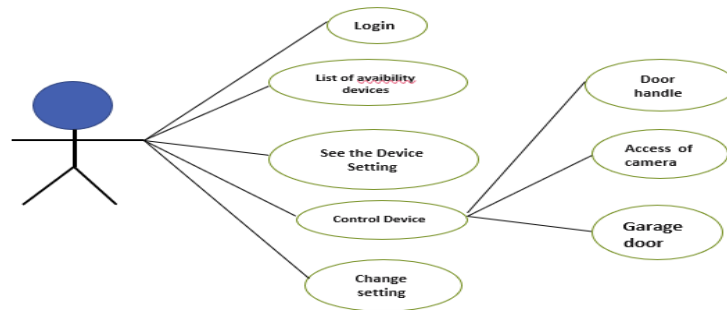 Login
List of avaibility
devices
See the Device
Setting
Control Device
Change
setting
Door
handle
Access of
camera
Garage
door